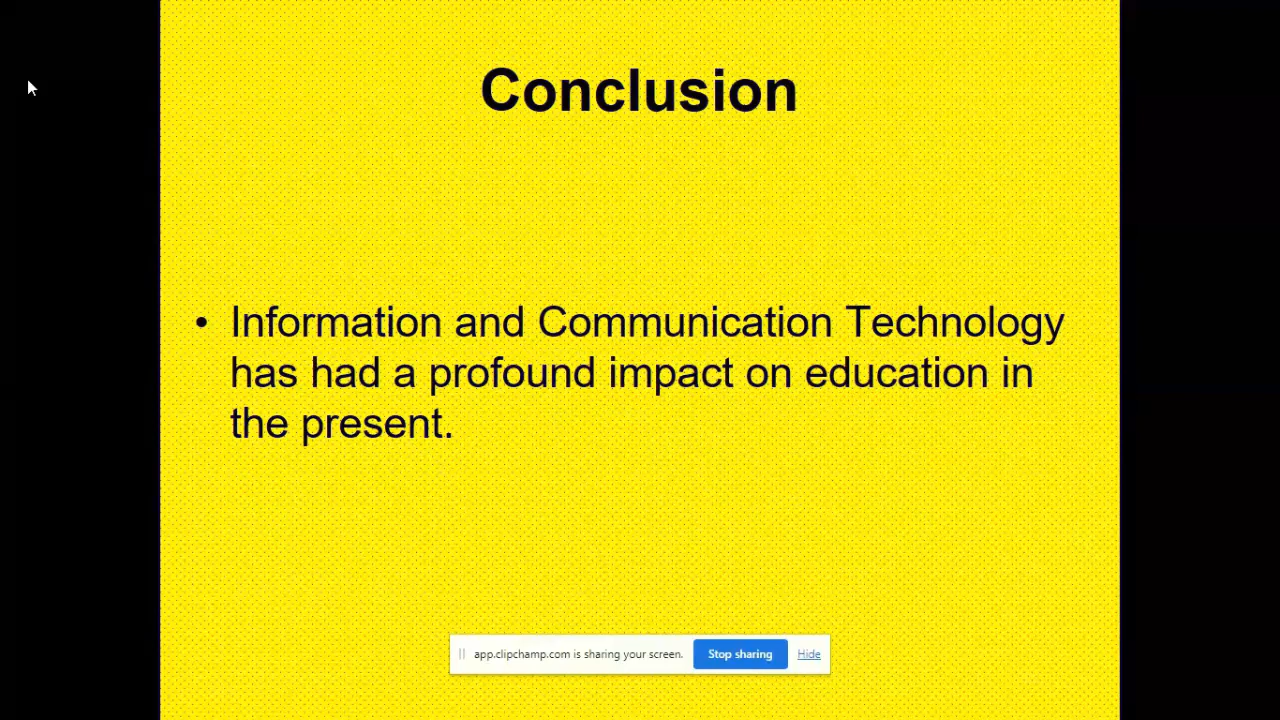 Conclusion
• Information and Communication Technology
has had a profound impact on education in
the present.
app.clipchamp.com is sharing your screen. Stop sharing Hide